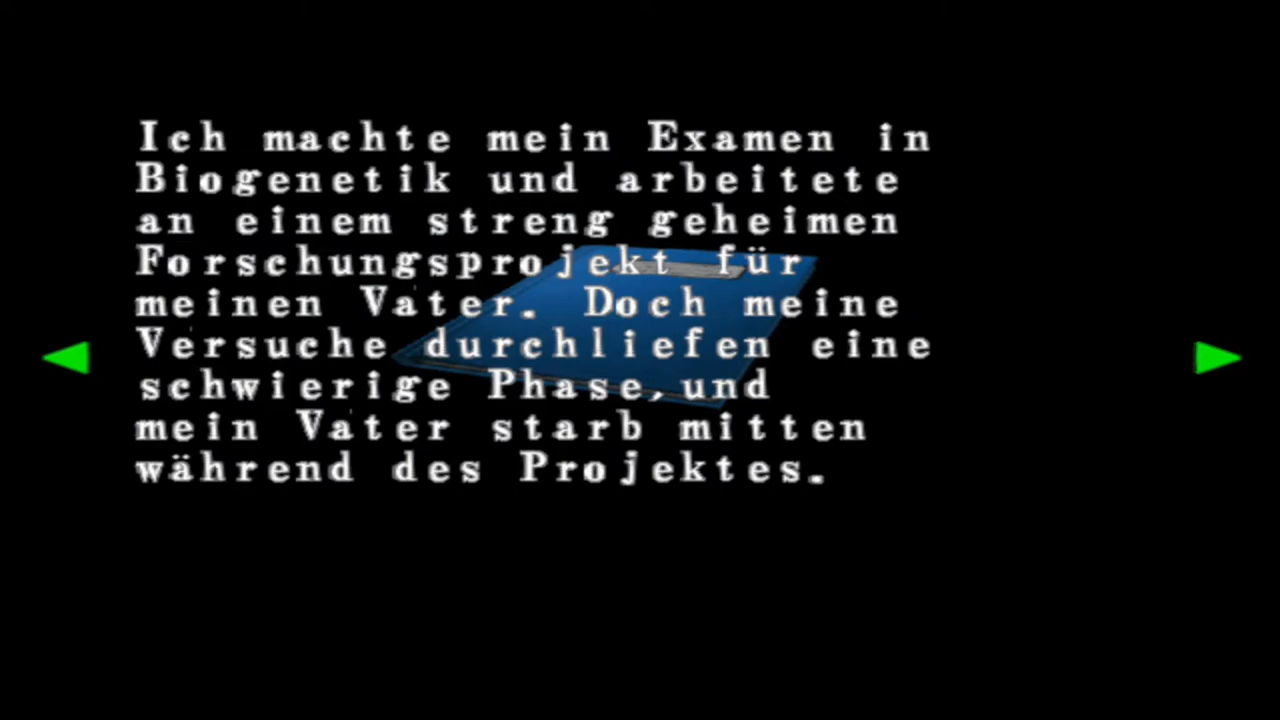 Ich machte mein Examen in
Biogenetik und arbeitete
an einem streng geheimen
Forschungsprojekt für
meinen Vater. Doch meine
Versuche durchliefen eine
schwierige Phase,und
mein Vater starb mitten
während des Projektes.